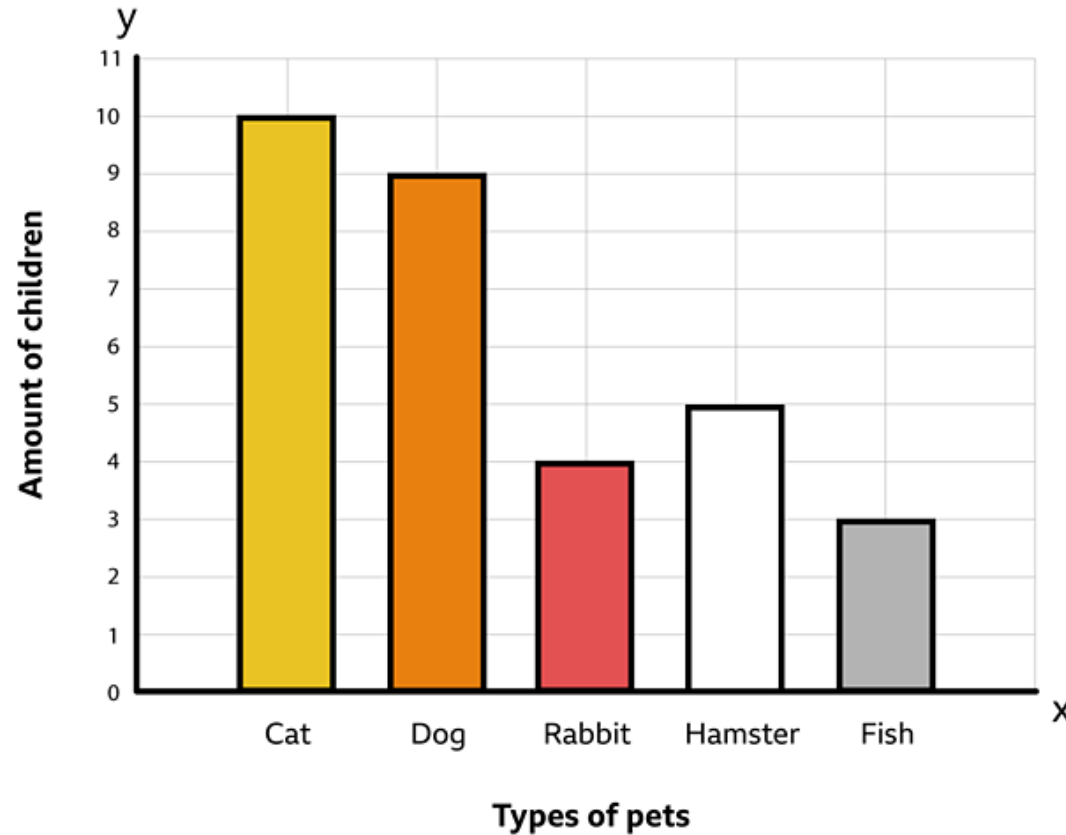 y
11
10
9
8
7
6
5
4
3
2
1
0
Amount of children
Cat Dog Rabbit Hamster Fish
x
Types of pets